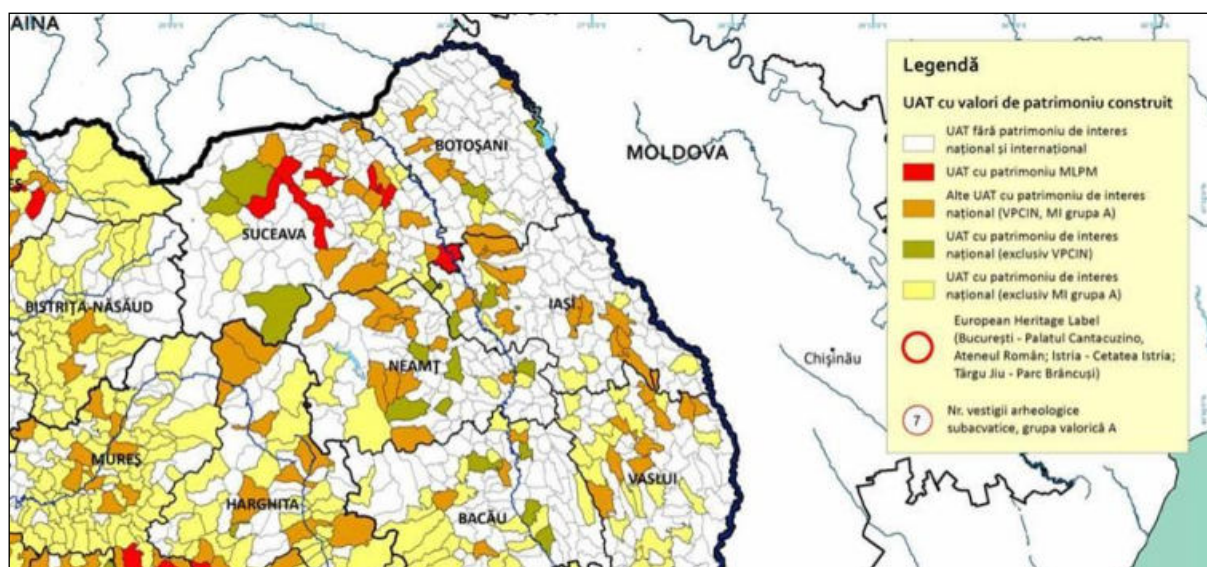 AINA
BOTOȘANI
MOLDOVA
SUCEAVA
BISTRIȚA-NĂSĂUD
IAȘI
NEAMȚ
Chișinău
MUREȘ
HARGHITA
BACĂU
VASLUI
Legendă
UAT cu valori de patrimoniu construit
UAT fără patrimoniu de interes
național și internațional
UAT cu patrimoniu MLPM
Alte UAT cu patrimoniu de interes
național (VPCIN, MI grupa A)
UAT cu patrimoniu de interes
național (exclusiv VPCIN)
UAT cu patrimoniu de interes
național (exclusiv MI grupa A)
European Heritage Label
(București - Palatul Cantacuzino,
Ateneul Român; Istria - Cetatea Istria;
Târgu Jiu - Parc Brâncuși)
7
Nr. vestigii arheologice
subacvatice, grupa valorică A